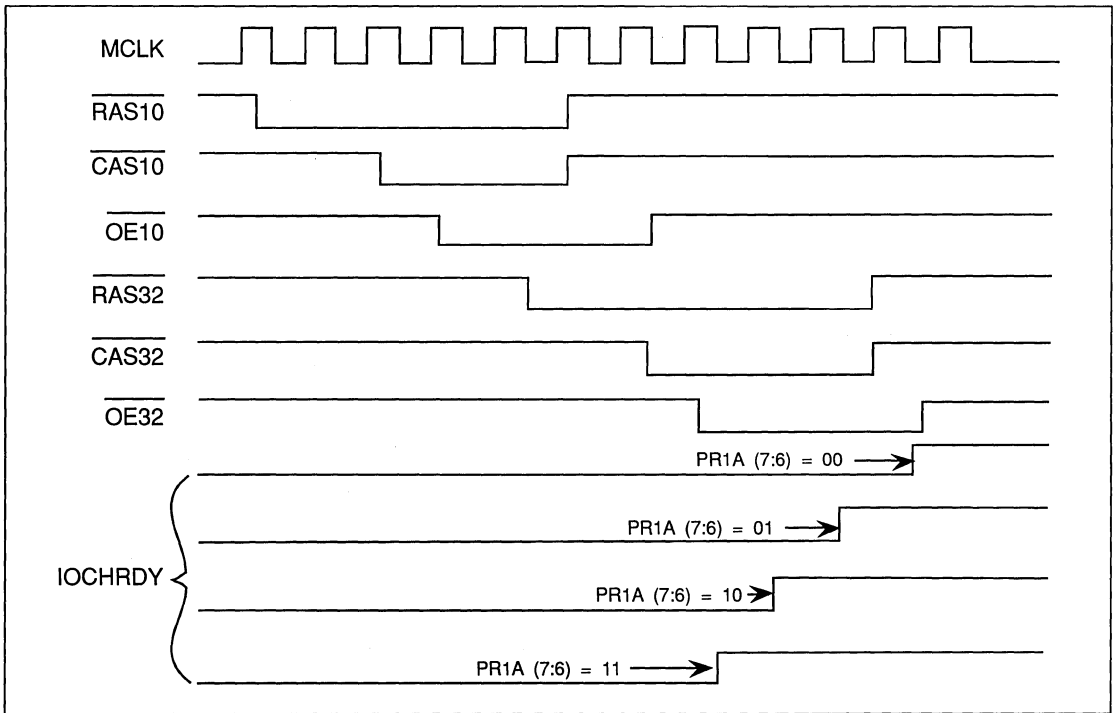 MCLK
RAS10
CAS10
OE10
RAS32
CAS32
OE32
PR1A (7:6) = 00
PR1A (7:6) = 01
IOCHRDY
PR1A (7:6) = 10
PR1A (7:6) = 11